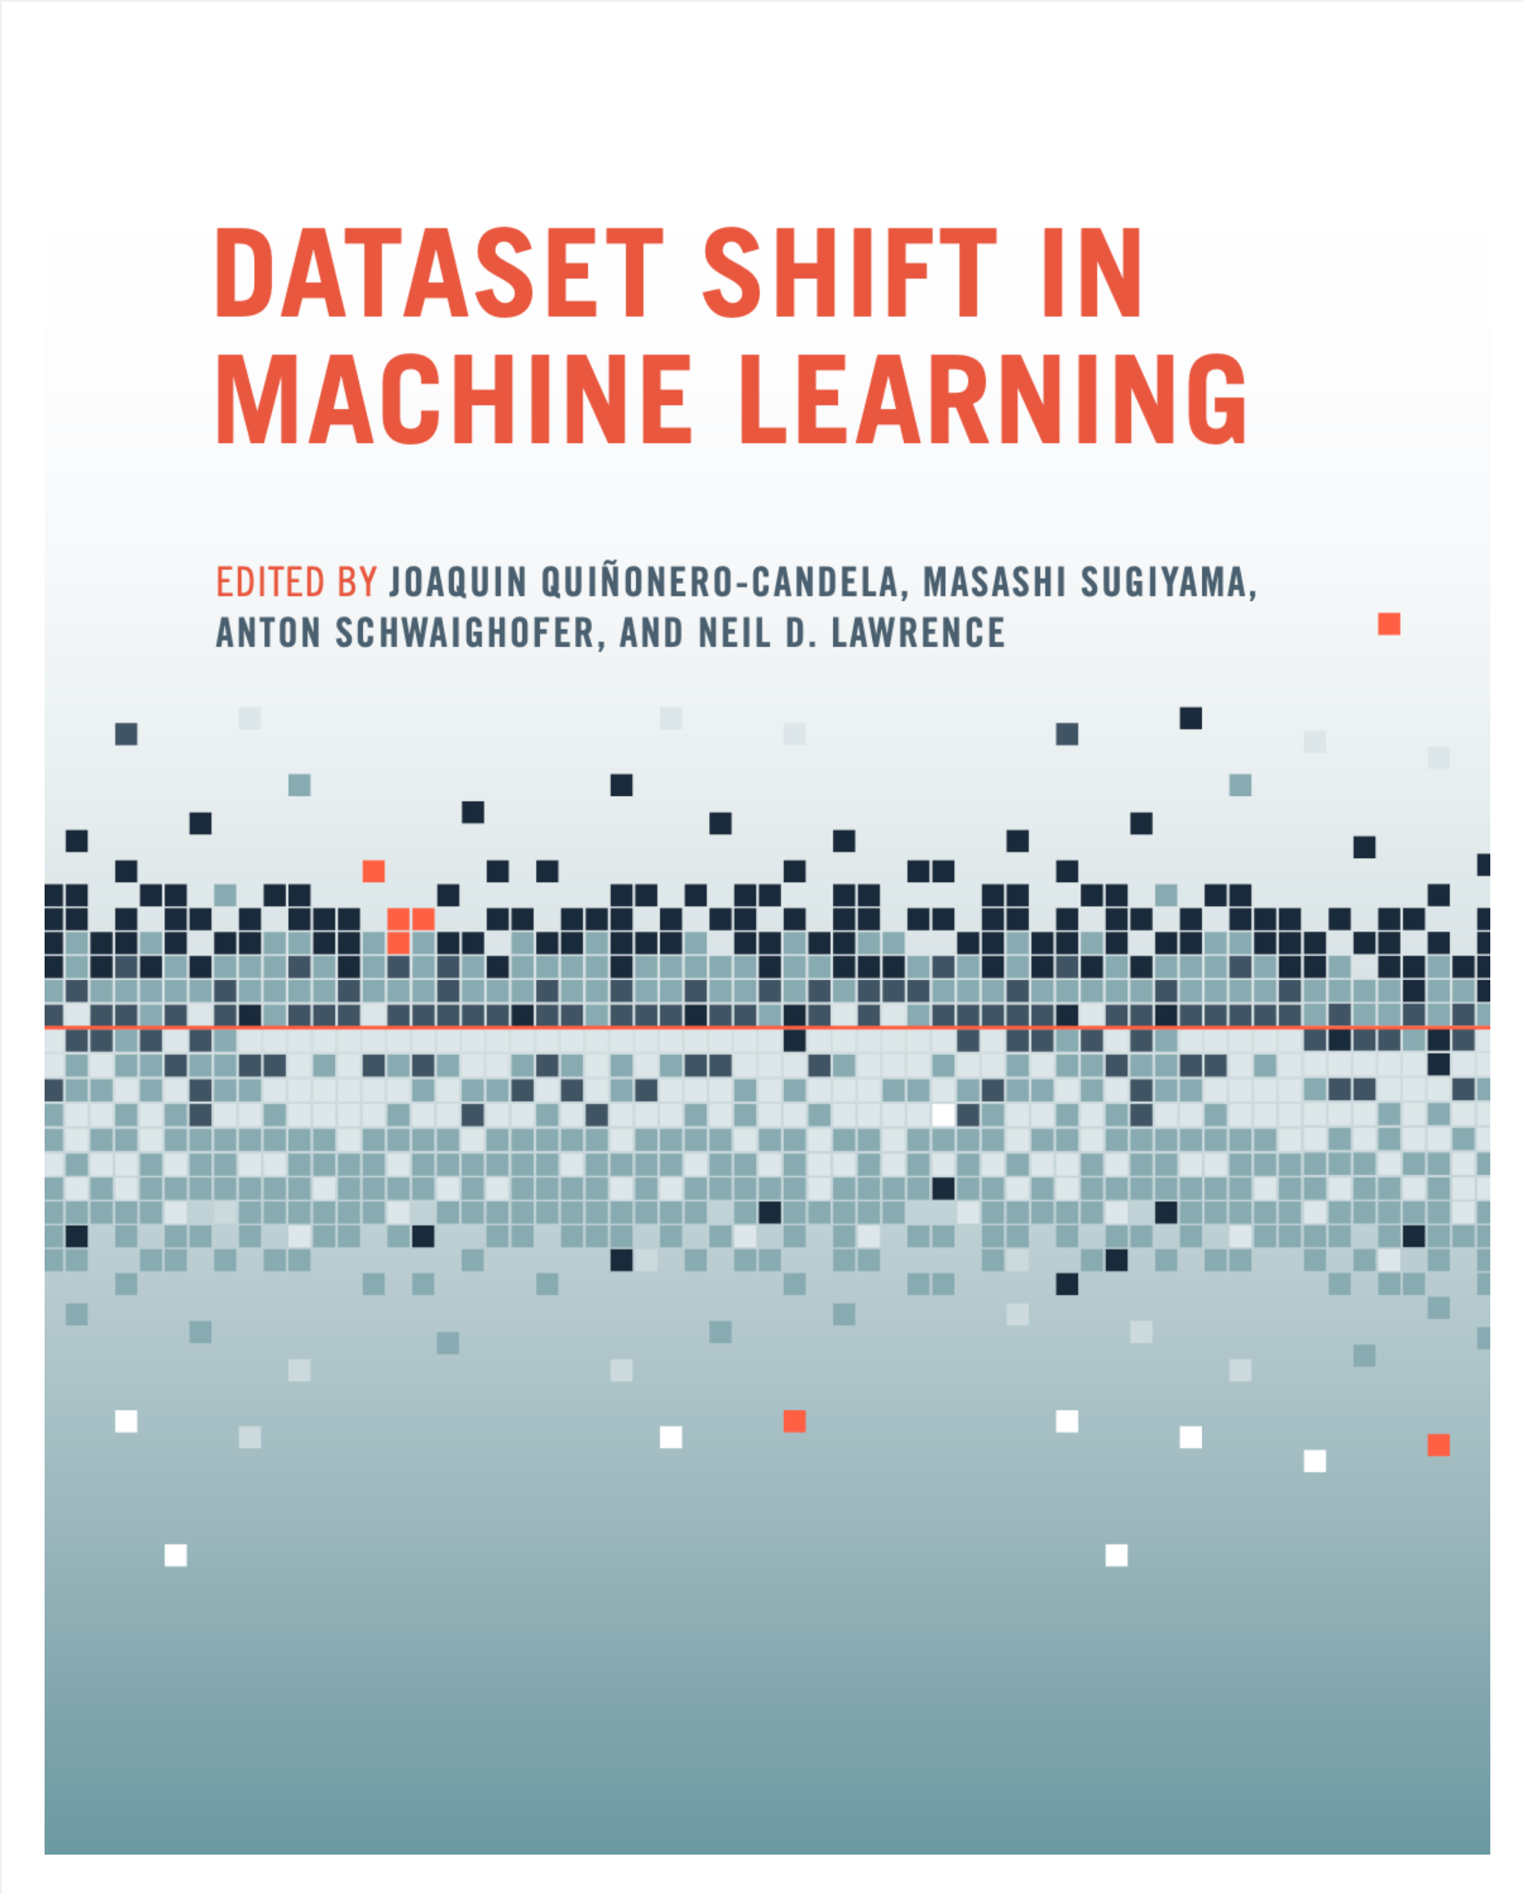 DATASET SHIFT IN
MACHINE LEARNING
EDITED BY JOAQUIN QUIÑONERO-CANDELA, MASASHI SUGIYAMA,
ANTON SCHWAIGHOFER, AND NEIL D. LAWRENCE